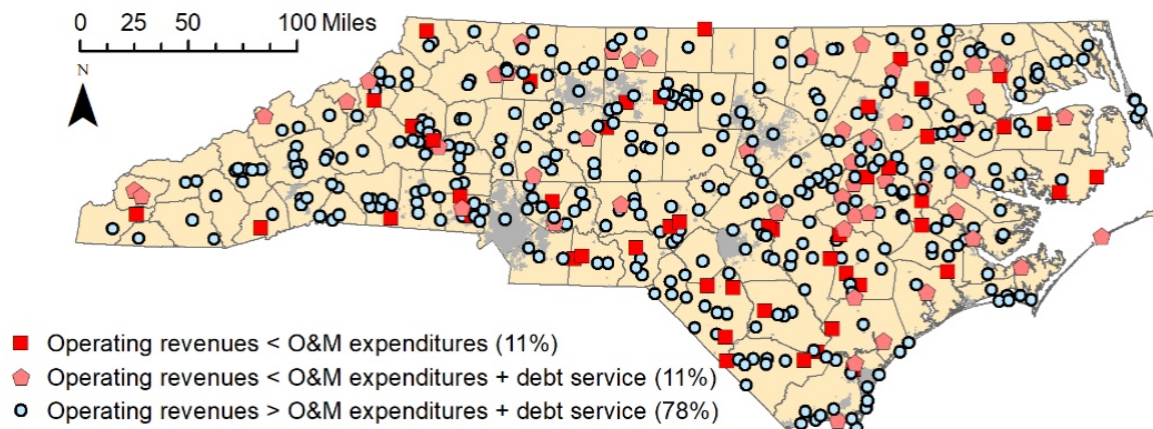 0 25 50 100 Miles
N
Operating revenues < O&M expenditures (11%)
Operating revenues < O&M expenditures + debt service (11%)
Operating revenues > O&M expenditures + debt service (78%)